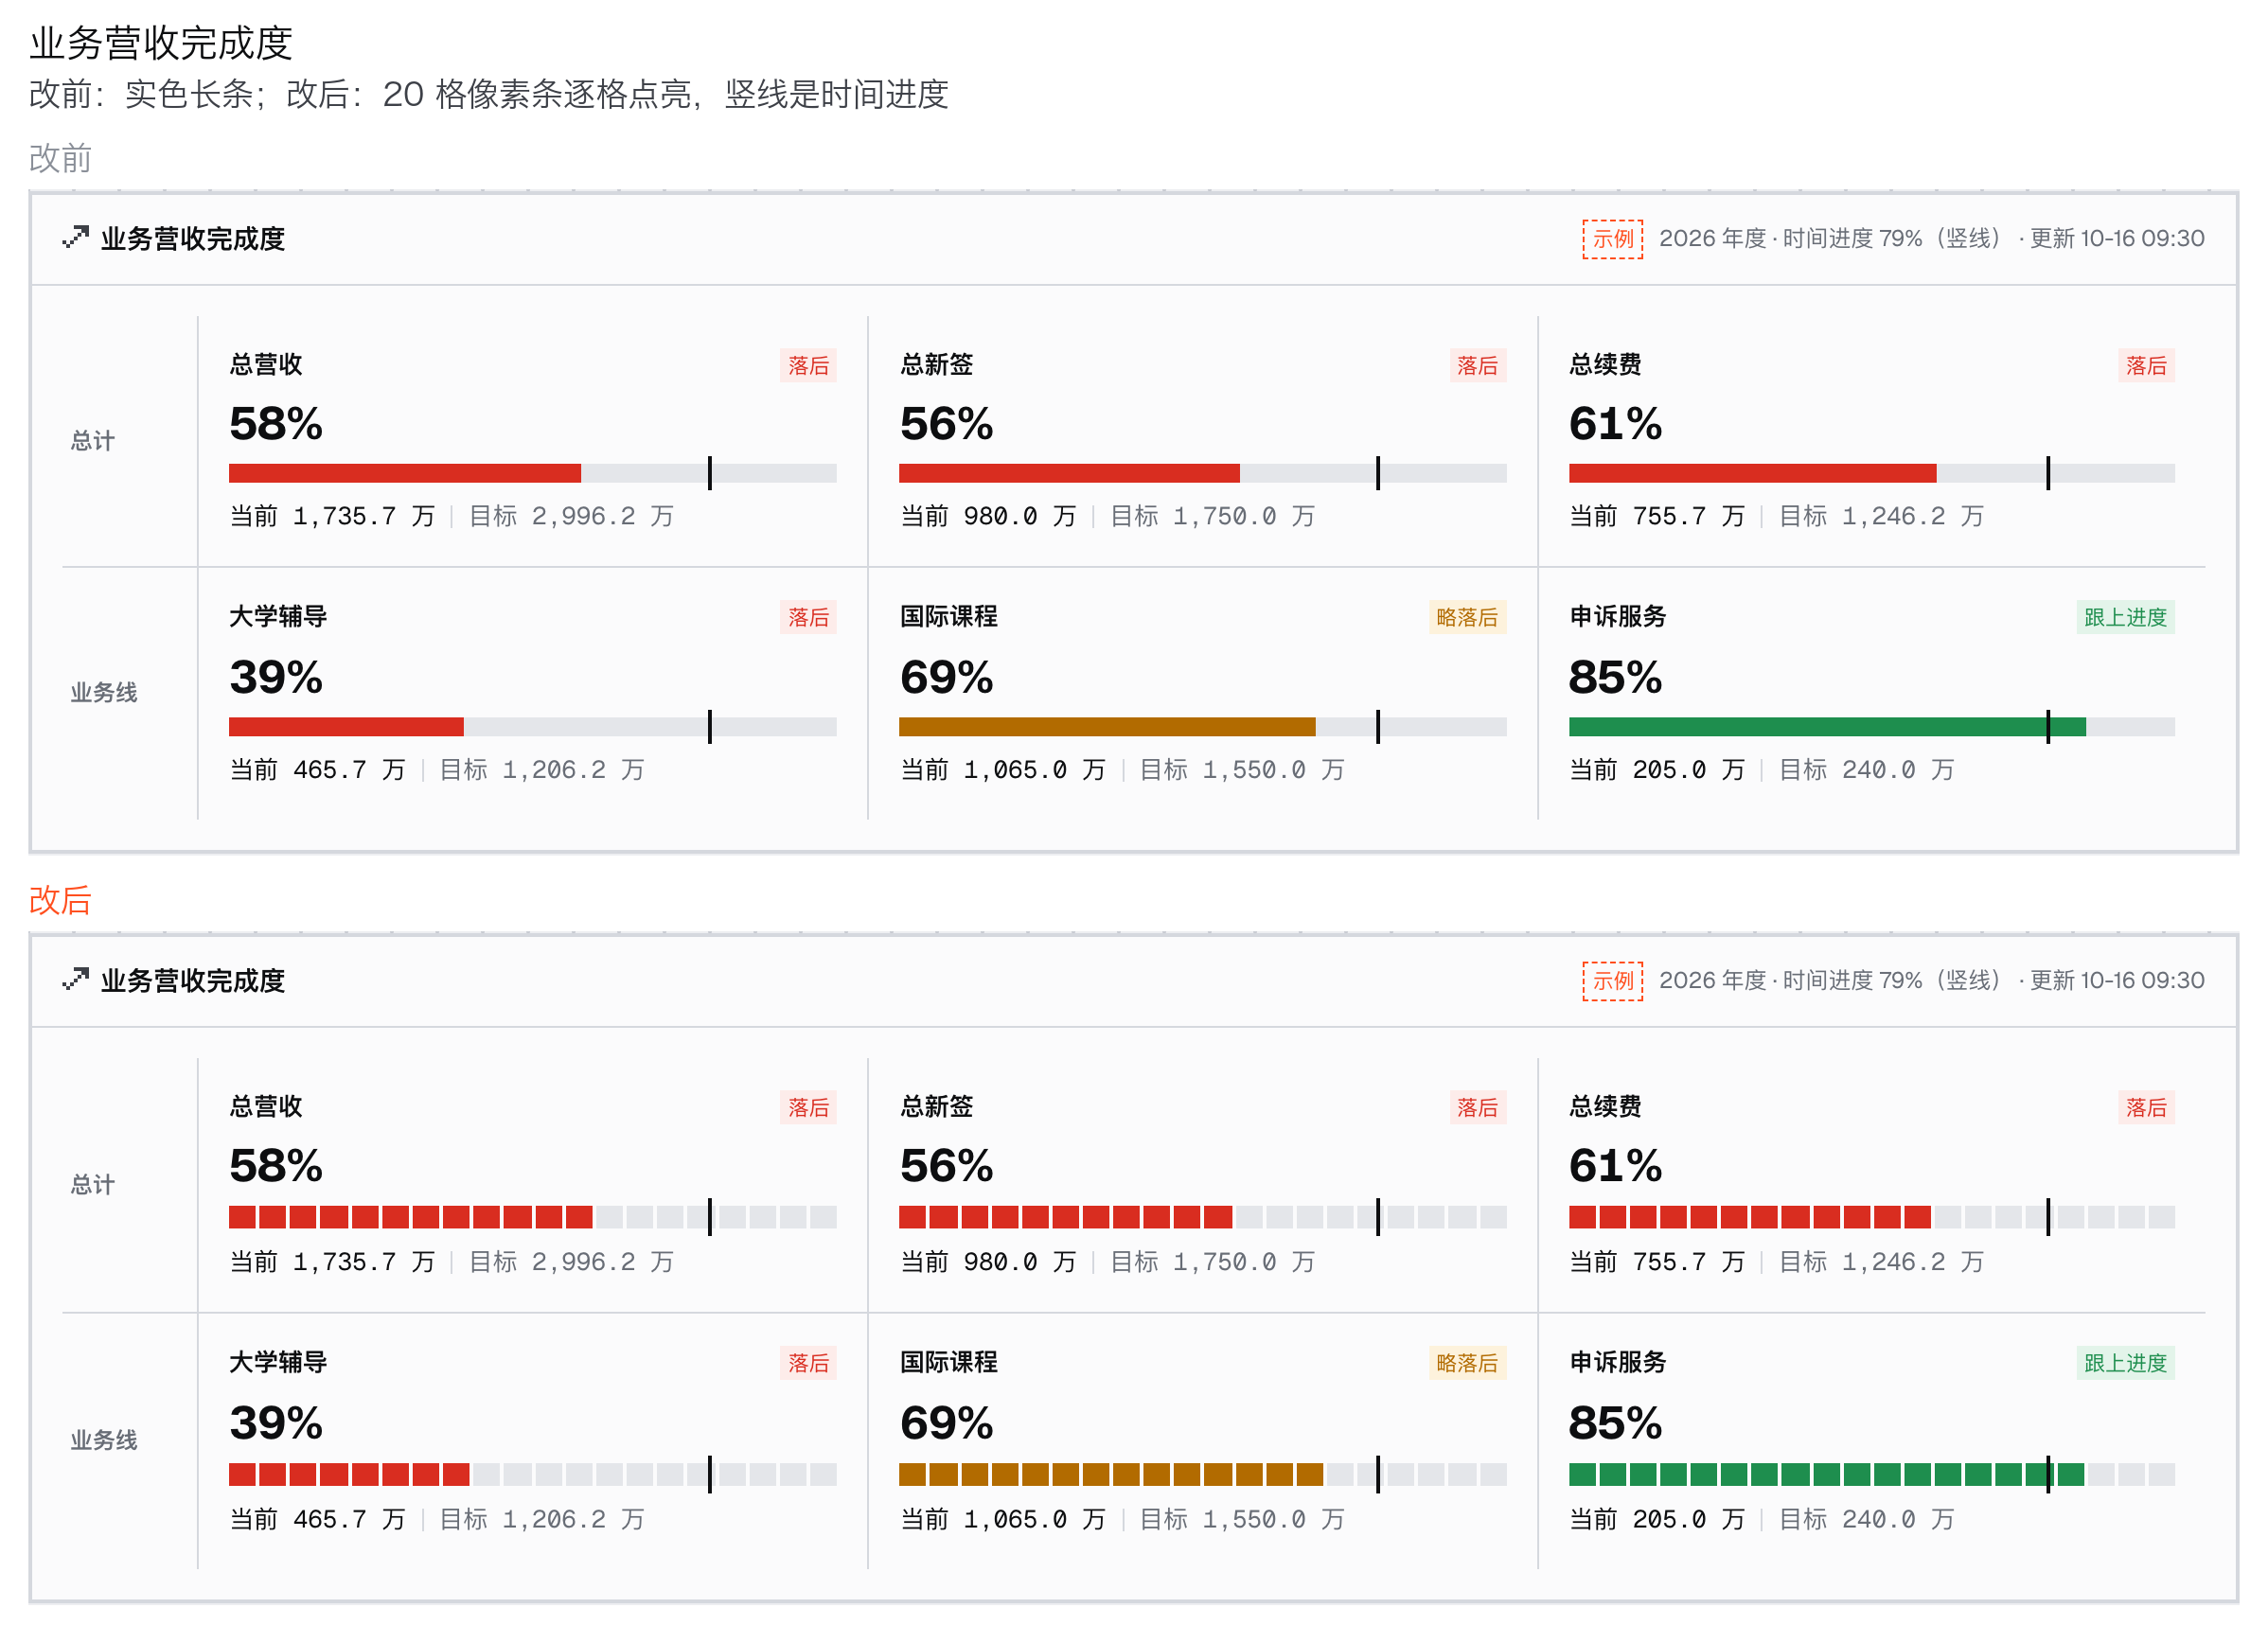 业务营收完成度
改前：实色长条；改后：20 格像素条逐格点亮，竖线是时间进度
改前
业务营收完成度
示例 2026 年度 · 时间进度 79%（竖线） · 更新 10-16 09:30
总计
总营收 落后
58%
当前 1,735.7 万 | 目标 2,996.2 万
总新签 落后
56%
当前 980.0 万 | 目标 1,750.0 万
总续费 落后
61%
当前 755.7 万 | 目标 1,246.2 万
业务线
大学辅导 落后
39%
当前 465.7 万 | 目标 1,206.2 万
国际课程 略落后
69%
当前 1,065.0 万 | 目标 1,550.0 万
申诉服务 跟上进度
85%
当前 205.0 万 | 目标 240.0 万
改后
业务营收完成度
示例 2026 年度 · 时间进度 79%（竖线） · 更新 10-16 09:30
总计
总营收 落后
58%
当前 1,735.7 万 | 目标 2,996.2 万
总新签 落后
56%
当前 980.0 万 | 目标 1,750.0 万
总续费 落后
61%
当前 755.7 万 | 目标 1,246.2 万
业务线
大学辅导 落后
39%
当前 465.7 万 | 目标 1,206.2 万
国际课程 略落后
69%
当前 1,065.0 万 | 目标 1,550.0 万
申诉服务 跟上进度
85%
当前 205.0 万 | 目标 240.0 万